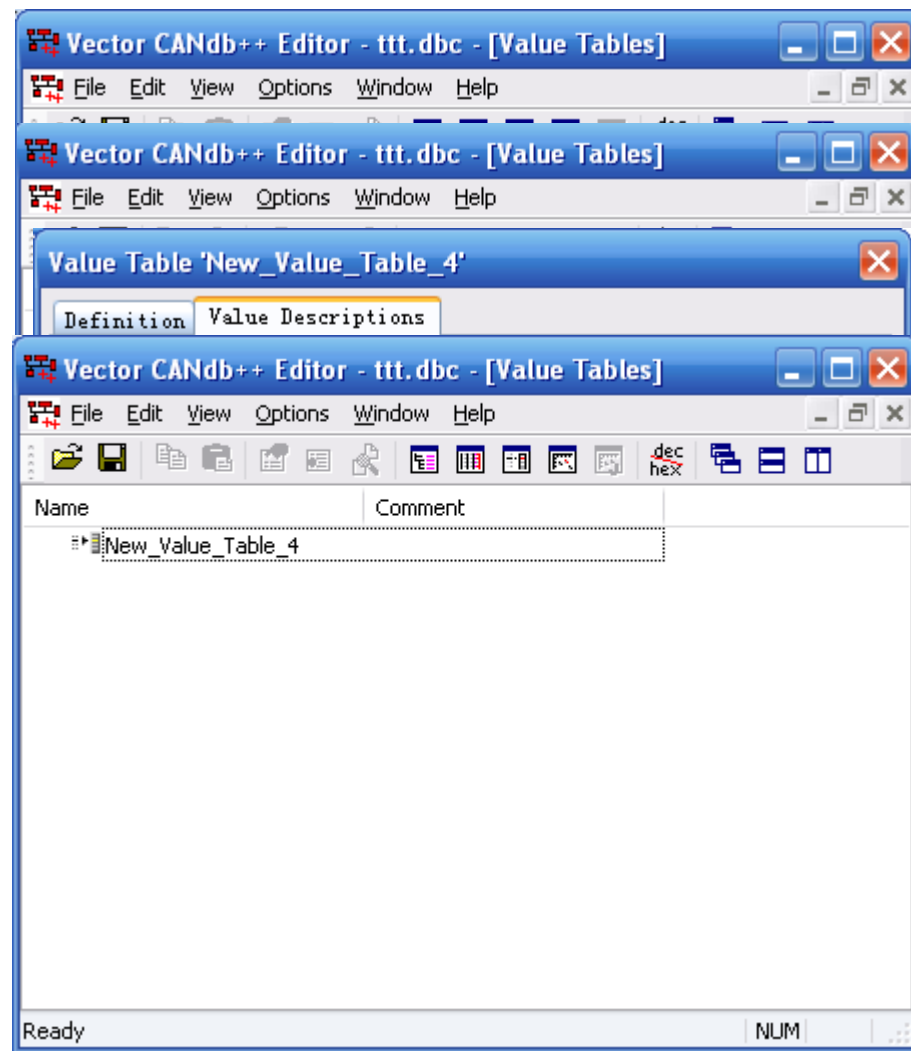 Vector CANdb++ Editor - ttt.dbc - [Value Tables]
File Edit View Options Window Help
Vector CANdb++ Editor - ttt.dbc - [Value Tables]
File Edit View Options Window Help
Value Table 'New_Value_Table_4'
Definition Value Descriptions
Vector CANdb++ Editor - ttt.dbc - [Value Tables]
File Edit View Options Window Help
dec
hex
Name Comment
New_Value_Table_4
Ready NUM